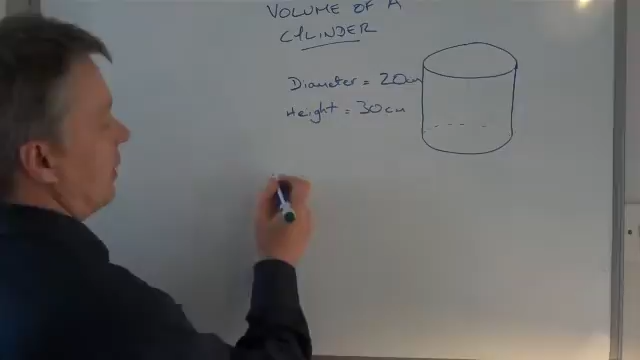 VOLUME OF A
CYLINDER
Diameter = 20cm
Height = 30cm